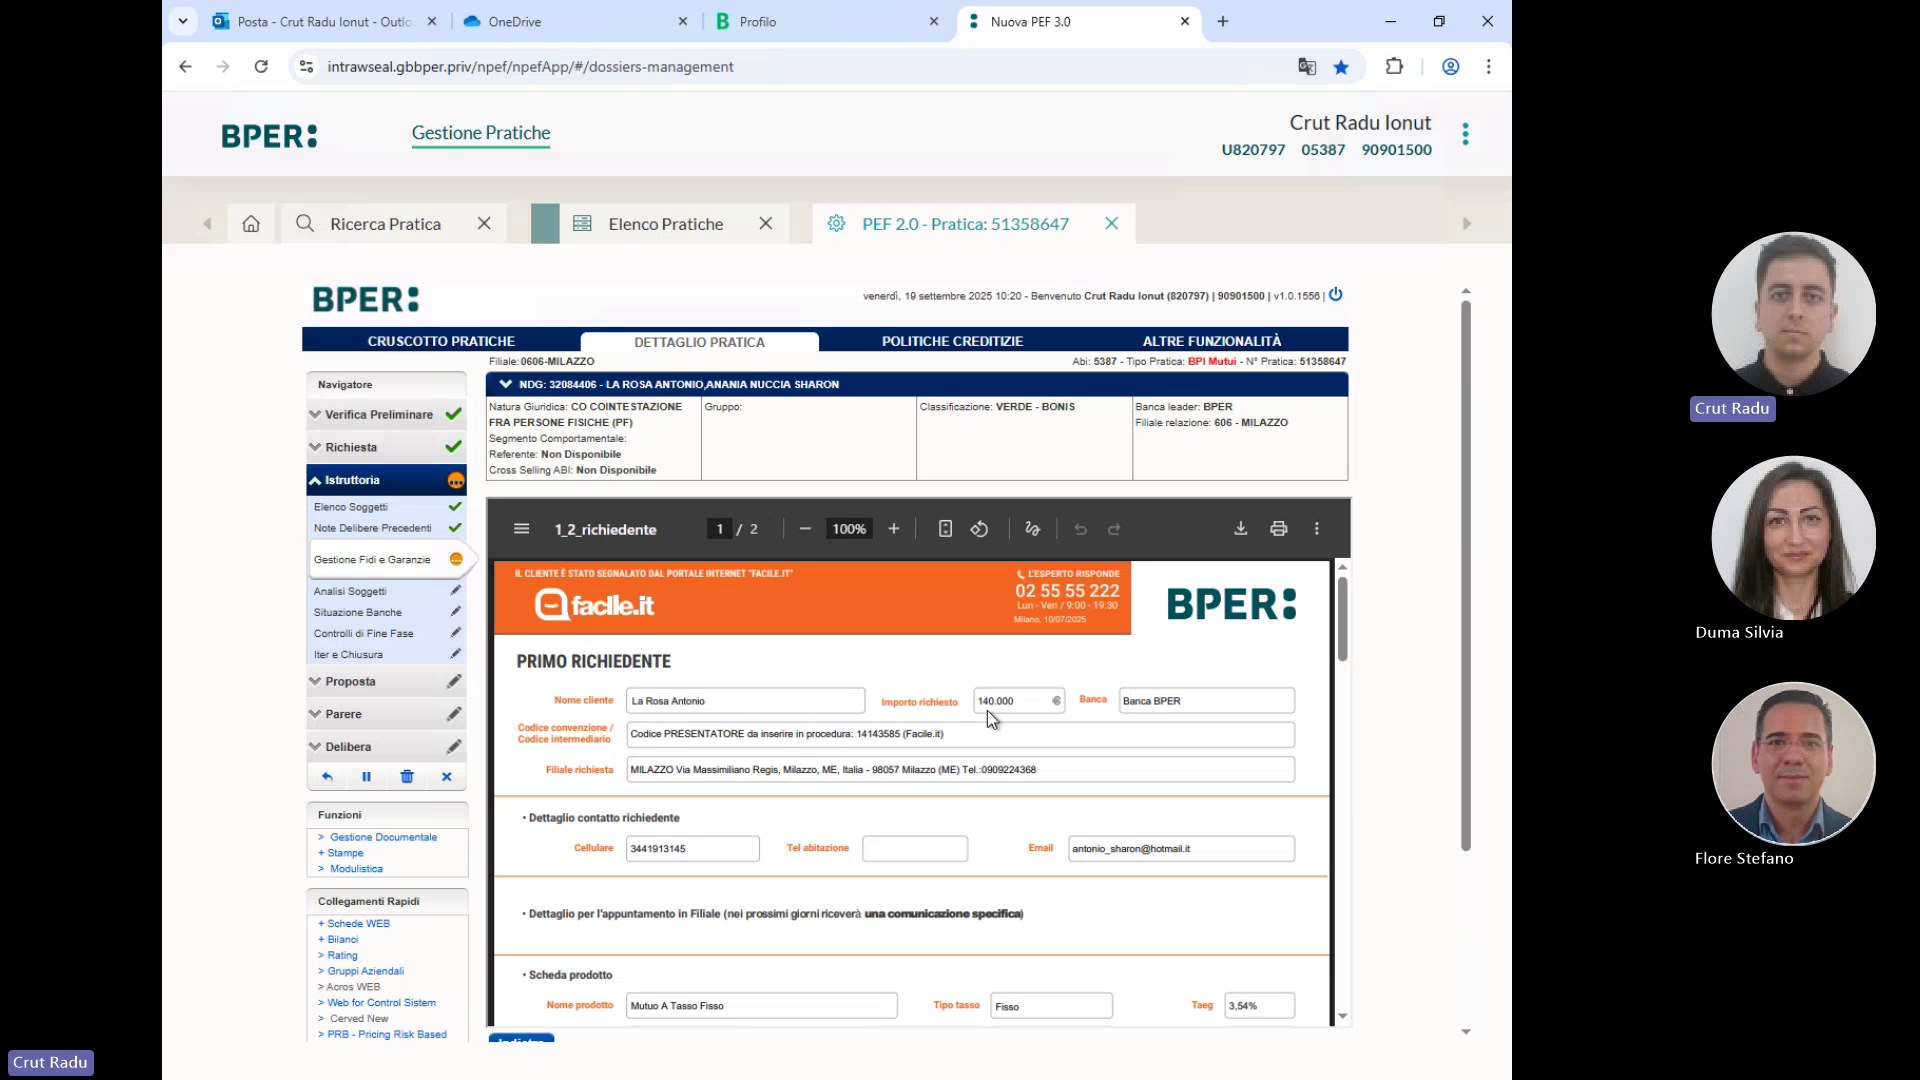 Posta - Crut Radu Ionut - Outlo
OneDrive
Profilo
Nuova PEF 3.0
intrawseal.gbbper.priv/npef/npefApp/#/dossiers-management
BPER:
Gestione Pratiche
Crut Radu Ionut
U820797 05387 90901500
Ricerca Pratica
Elenco Pratiche
PEF 2.0 - Pratica: 51358647
BPER:
venerdì, 19 settembre 2025 10:20 - Benvenuto Crut Radu Ionut (820797) | 90901500 | v1.0.1556 |
CRUSCOTTO PRATICHE
DETTAGLIO PRATICA
POLITICHE CREDITIZIE
ALTRE FUNZIONALITÀ
Filiale: 0606-MILAZZO
Abi: 5387 - Tipo Pratica: BPI Mutui - N° Pratica: 51358647
NDG: 32084406 - LA ROSA ANTONIO,ANANIA NUCCIA SHARON
Natura Giuridica: CO COINTESTAZIONE
FRA PERSONE FISICHE (PF)
Segmento Comportamentale:
Referente: Non Disponibile
Cross Selling ABI: Non Disponibile
Gruppo:
Classificazione: VERDE - BONIS
Banca leader: BPER
Filiale relazione: 606 - MILAZZO
Navigatore
Verifica Preliminare
Richiesta
Istruttoria
Elenco Soggetti
Note Delibere Precedenti
Gestione Fidi e Garanzie
Analisi Soggetti
Situazione Banche
Controlli di Fine Fase
Iter e Chiusura
Proposta
Parere
Delibera
Funzioni
> Gestione Documentale
+ Stampe
> Modulistica
Collegamenti Rapidi
+ Schede WEB
+ Bilanci
> Rating
> Gruppi Aziendali
> Acros WEB
> Web for Control Sistem
> Cerved New
> PRB - Pricing Risk Based
1_2_richiedente
1 / 2
100%
IL CLIENTE È STATO SEGNALATO DAL PORTALE INTERNET "FACILE.IT"
facile.it
L'ESPERTO RISPONDE
02 55 55 222
Lun - Ven / 9:00 - 19:30
Milano, 10/07/2025
BPER:
PRIMO RICHIEDENTE
Nome cliente La Rosa Antonio Importo richiesto 140.000 € Banca Banca BPER
Codice convenzione /
Codice intermediario
Codice PRESENTATORE da inserire in procedura: 14143585 (Facile.it)
Filiale richiesta MILAZZO Via Massimiliano Regis, Milazzo, ME, Italia - 98057 Milazzo (ME) Tel.:0909224368
• Dettaglio contatto richiedente
Cellulare 3441913145 Tel abitazione Email antonio_sharon@hotmail.it
• Dettaglio per l'appuntamento in Filiale (nei prossimi giorni riceverà una comunicazione specifica)
• Scheda prodotto
Nome prodotto Mutuo A Tasso Fisso Tipo tasso Fisso Taeg 3,54%
Indietro
Crut Radu
Duma Silvia
Flore Stefano
Crut Radu